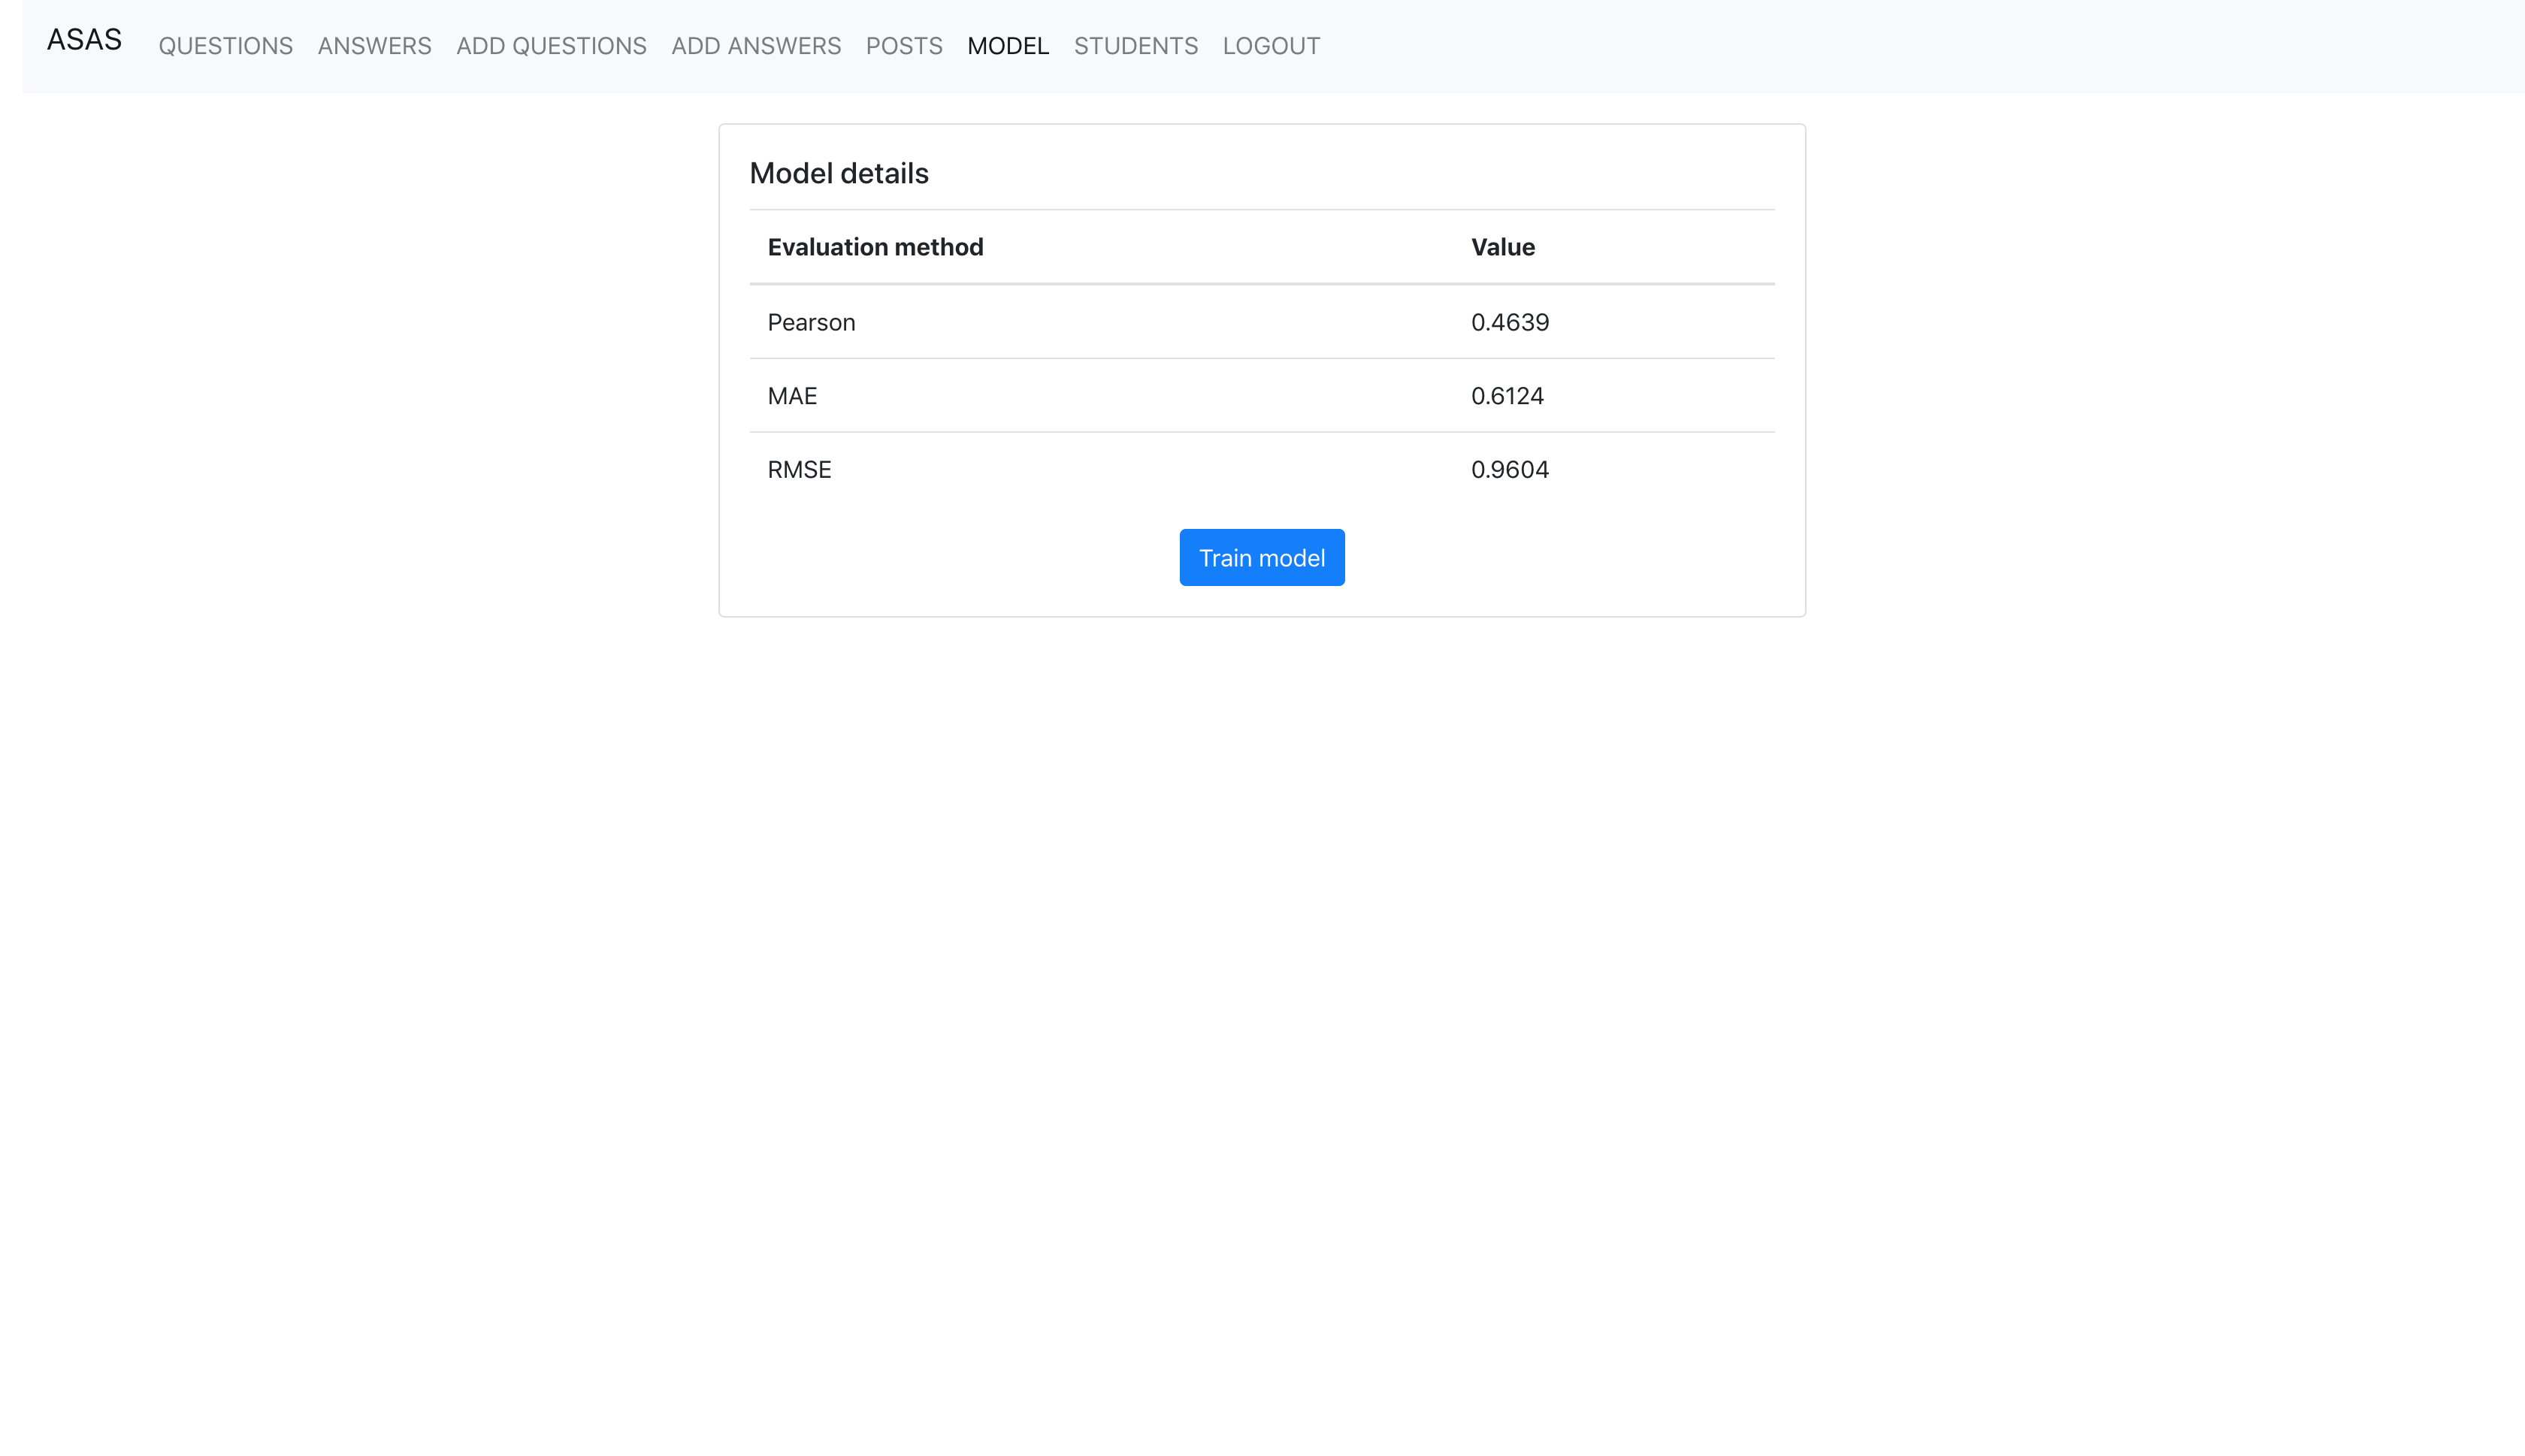 ASAS QUESTIONS ANSWERS ADD QUESTIONS ADD ANSWERS POSTS MODEL STUDENTS LOGOUT
Model details
Evaluation method Value
Pearson 0.4639
MAE 0.6124
RMSE 0.9604
Train model